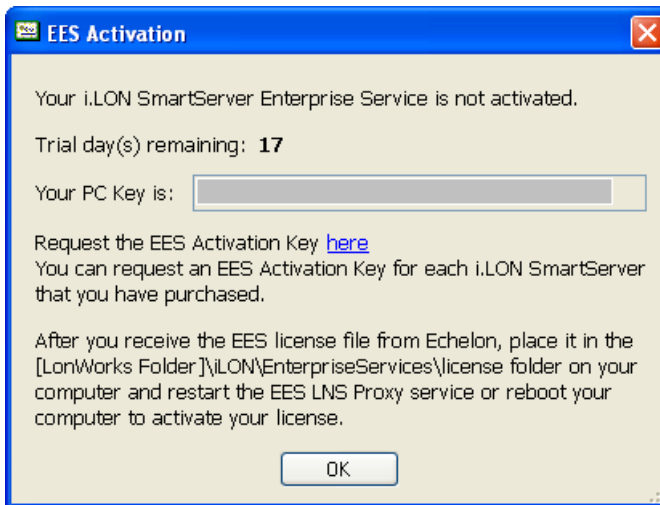 EES Activation
Your i.LON SmartServer Enterprise Service is not activated.
Trial day(s) remaining: 17
Your PC Key is:
Request the EES Activation Key here
You can request an EES Activation Key for each i.LON SmartServer
that you have purchased.
After you receive the EES license file from Echelon, place it in the
[LonWorks Folder]\iLON\EnterpriseServices\license folder on your
computer and restart the EES LNS Proxy service or reboot your
computer to activate your license.
OK